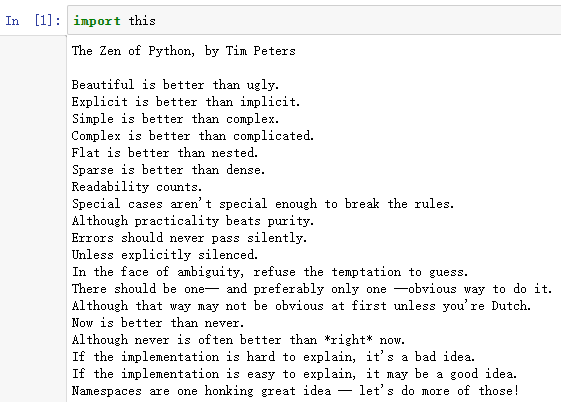 In [1]: import this
The Zen of Python, by Tim Peters
Beautiful is better than ugly.
Explicit is better than implicit.
Simple is better than complex.
Complex is better than complicated.
Flat is better than nested.
Sparse is better than dense.
Readability counts.
Special cases aren't special enough to break the rules.
Although practicality beats purity.
Errors should never pass silently.
Unless explicitly silenced.
In the face of ambiguity, refuse the temptation to guess.
There should be one—— and preferably only one ——obvious way to do it.
Although that way may not be obvious at first unless you're Dutch.
Now is better than never.
Although never is often better than *right* now.
If the implementation is hard to explain, it's a bad idea.
If the implementation is easy to explain, it may be a good idea.
Namespaces are one honking great idea —— let's do more of those!